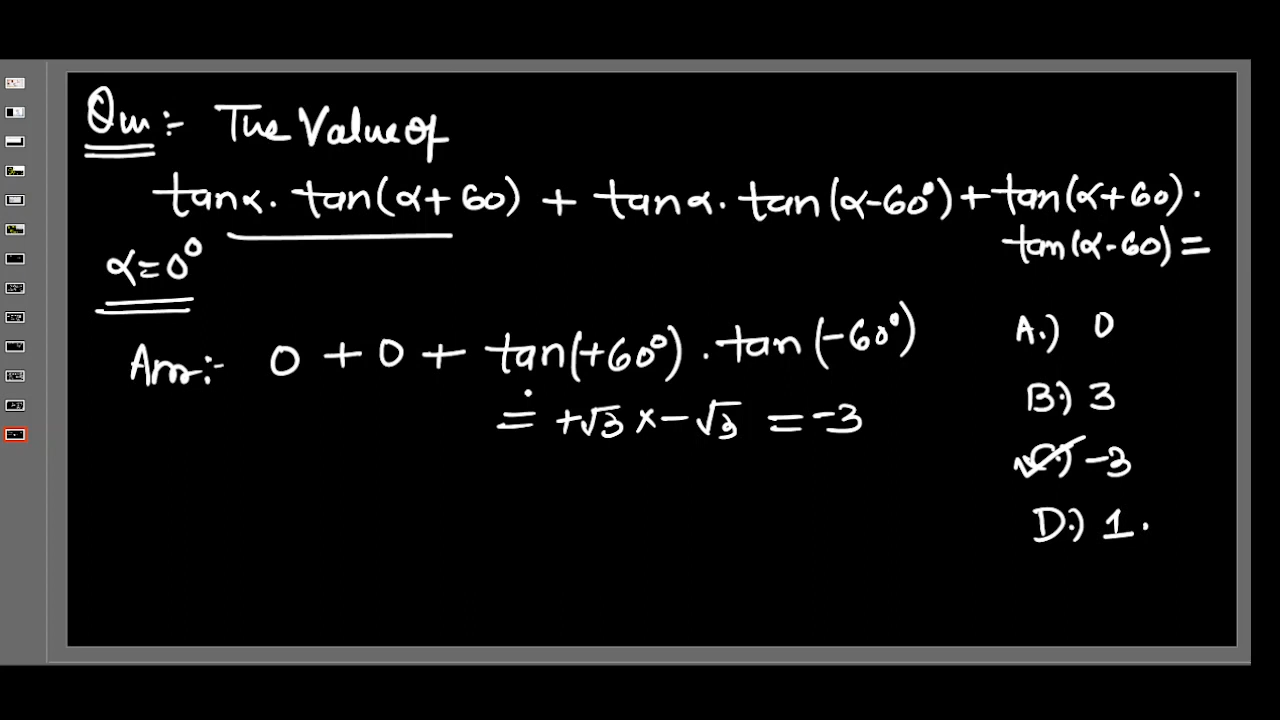 Qn:- The Value of
tanα. tan(α+60) + tanα. tan(α-60°) + tan(α+60).
tan(α-60) =
α=0°
A.) 0
Ans:- 0 + 0 + tan(+60°) . tan(-60°)
B.) 3
= +√3 × -√3 = -3
C.) -3
D.) 1.